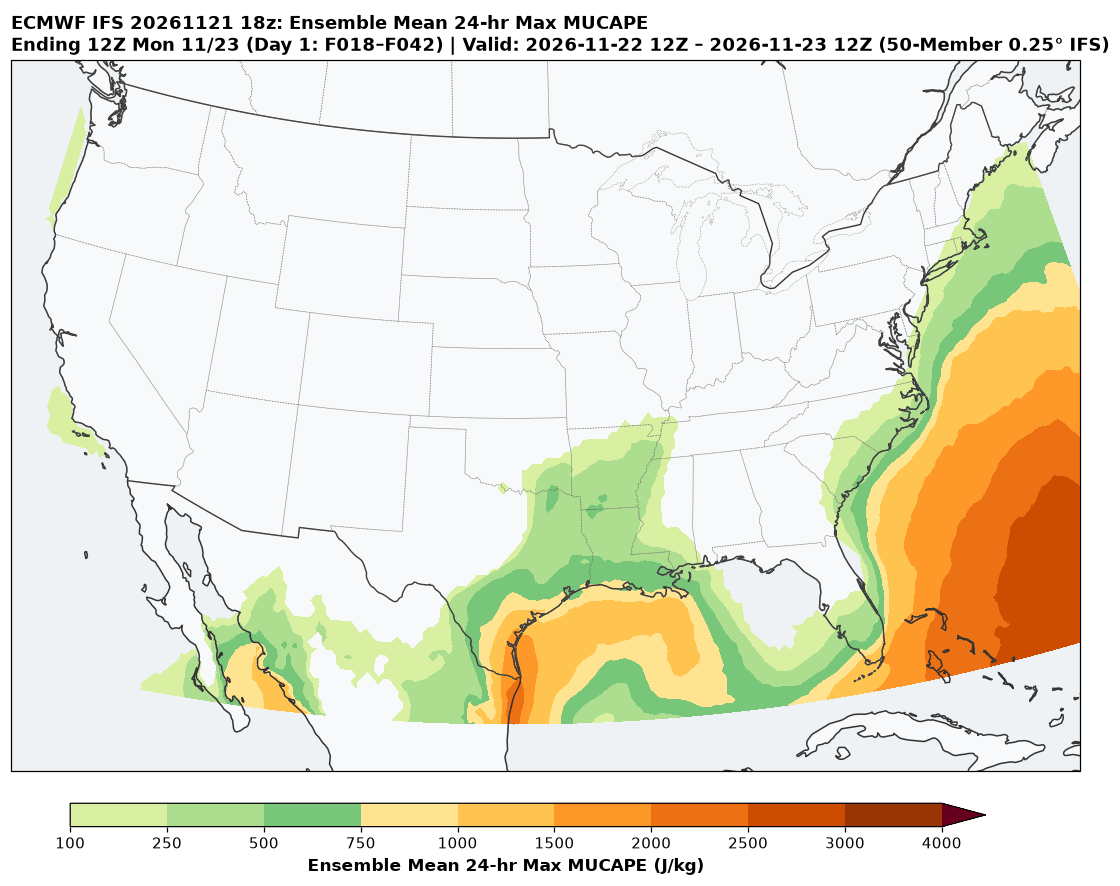 ECMWF IFS 20261121 18z: Ensemble Mean 24-hr Max MUCAPE
Ending 12Z Mon 11/23 (Day 1: F018–F042) | Valid: 2026-11-22 12Z – 2026-11-23 12Z (50-Member 0.25° IFS)
100 250 500 750 1000 1500 2000 2500 3000 4000
Ensemble Mean 24-hr Max MUCAPE (J/kg)